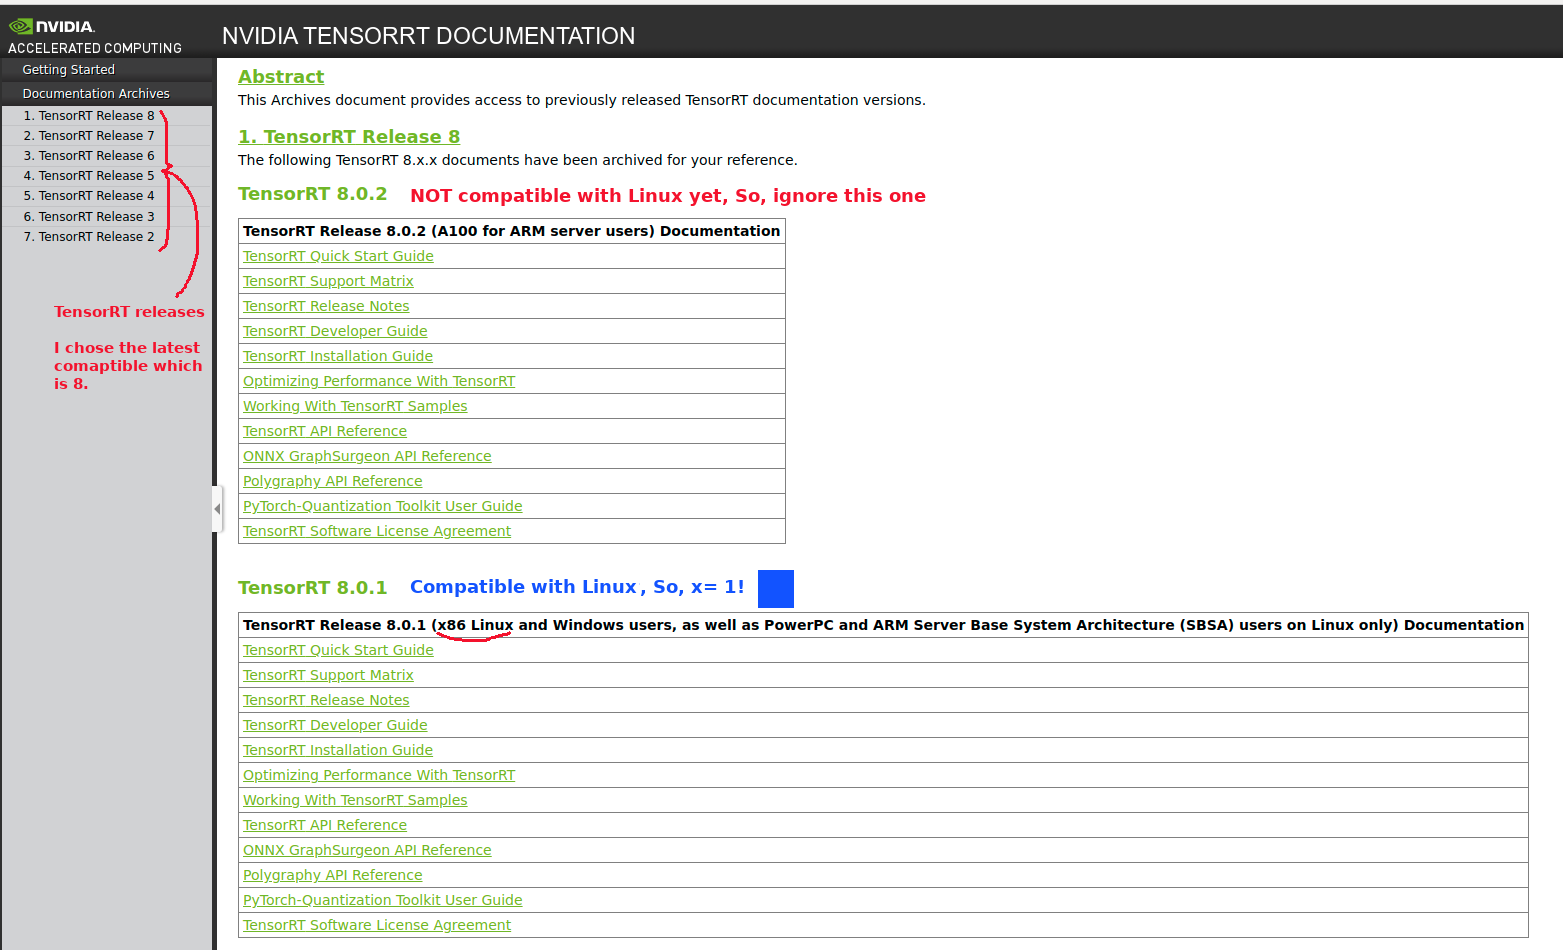 NVIDIA.
ACCELERATED COMPUTING
NVIDIA TENSORRT DOCUMENTATION
Getting Started
Documentation Archives
1. TensorRT Release 8
2. TensorRT Release 7
3. TensorRT Release 6
4. TensorRT Release 5
5. TensorRT Release 4
6. TensorRT Release 3
7. TensorRT Release 2
TensorRT releases
I chose the latest
comaptible which
is 8.
Abstract
This Archives document provides access to previously released TensorRT documentation versions.
1. TensorRT Release 8
The following TensorRT 8.x.x documents have been archived for your reference.
TensorRT 8.0.2 NOT compatible with Linux yet, So, ignore this one
TensorRT Release 8.0.2 (A100 for ARM server users) Documentation
TensorRT Quick Start Guide
TensorRT Support Matrix
TensorRT Release Notes
TensorRT Developer Guide
TensorRT Installation Guide
Optimizing Performance With TensorRT
Working With TensorRT Samples
TensorRT API Reference
ONNX GraphSurgeon API Reference
Polygraphy API Reference
PyTorch-Quantization Toolkit User Guide
TensorRT Software License Agreement
TensorRT 8.0.1 Compatible with Linux, So, x= 1!
TensorRT Release 8.0.1 (x86 Linux and Windows users, as well as PowerPC and ARM Server Base System Architecture (SBSA) users on Linux only) Documentation
TensorRT Quick Start Guide
TensorRT Support Matrix
TensorRT Release Notes
TensorRT Developer Guide
TensorRT Installation Guide
Optimizing Performance With TensorRT
Working With TensorRT Samples
TensorRT API Reference
ONNX GraphSurgeon API Reference
Polygraphy API Reference
PyTorch-Quantization Toolkit User Guide
TensorRT Software License Agreement